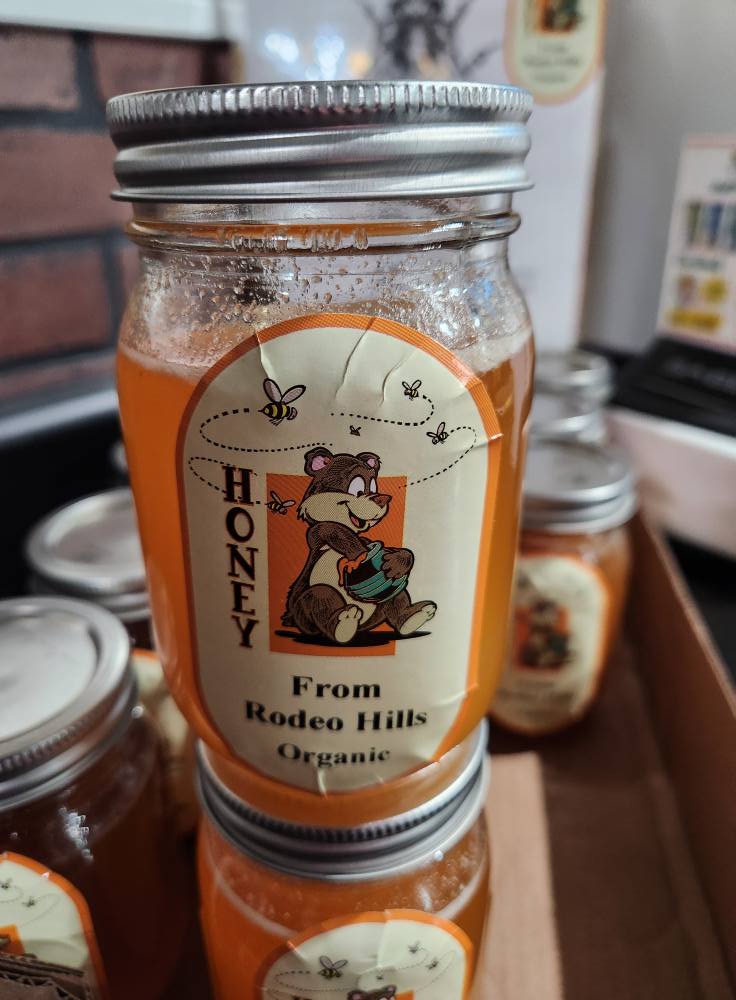 HONEY
From
Rodeo Hills
Organic